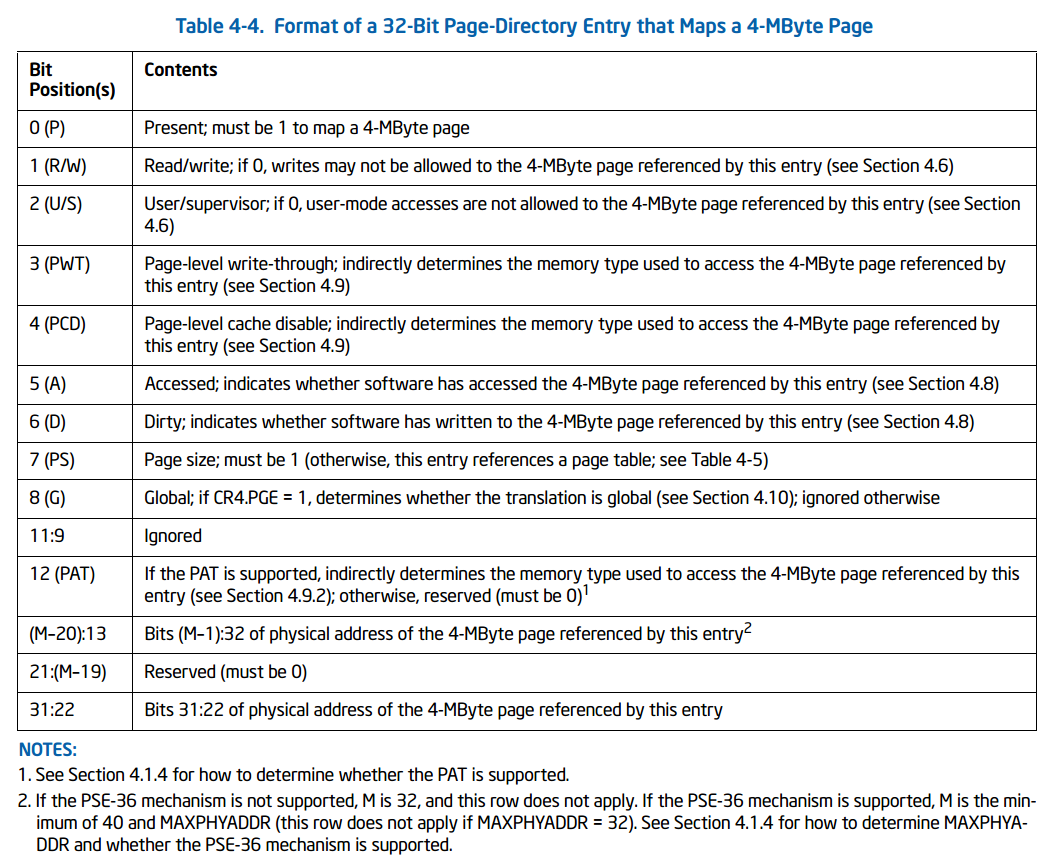 Table 4-4. Format of a 32-Bit Page-Directory Entry that Maps a 4-MByte Page
Bit Contents
Position(s)
0 (P) Present; must be 1 to map a 4-MByte page
1 (R/W) Read/write; if 0, writes may not be allowed to the 4-MByte page referenced by this entry (see Section 4.6)
2 (U/S) User/supervisor; if 0, user-mode accesses are not allowed to the 4-MByte page referenced by this entry (see Section
4.6)
3 (PWT) Page-level write-through; indirectly determines the memory type used to access the 4-MByte page referenced by
this entry (see Section 4.9)
4 (PCD) Page-level cache disable; indirectly determines the memory type used to access the 4-MByte page referenced by
this entry (see Section 4.9)
5 (A) Accessed; indicates whether software has accessed the 4-MByte page referenced by this entry (see Section 4.8)
6 (D) Dirty; indicates whether software has written to the 4-MByte page referenced by this entry (see Section 4.8)
7 (PS) Page size; must be 1 (otherwise, this entry references a page table; see Table 4-5)
8 (G) Global; if CR4.PGE = 1, determines whether the translation is global (see Section 4.10); ignored otherwise
11:9 Ignored
12 (PAT) If the PAT is supported, indirectly determines the memory type used to access the 4-MByte page referenced by this
entry (see Section 4.9.2); otherwise, reserved (must be 0)1
(M–20):13 Bits (M–1):32 of physical address of the 4-MByte page referenced by this entry2
21:(M–19) Reserved (must be 0)
31:22 Bits 31:22 of physical address of the 4-MByte page referenced by this entry
NOTES:
1. See Section 4.1.4 for how to determine whether the PAT is supported.
2. If the PSE-36 mechanism is not supported, M is 32, and this row does not apply. If the PSE-36 mechanism is supported, M is the min-
imum of 40 and MAXPHYADDR (this row does not apply if MAXPHYADDR = 32). See Section 4.1.4 for how to determine MAXPHYA-
DDR and whether the PSE-36 mechanism is supported.